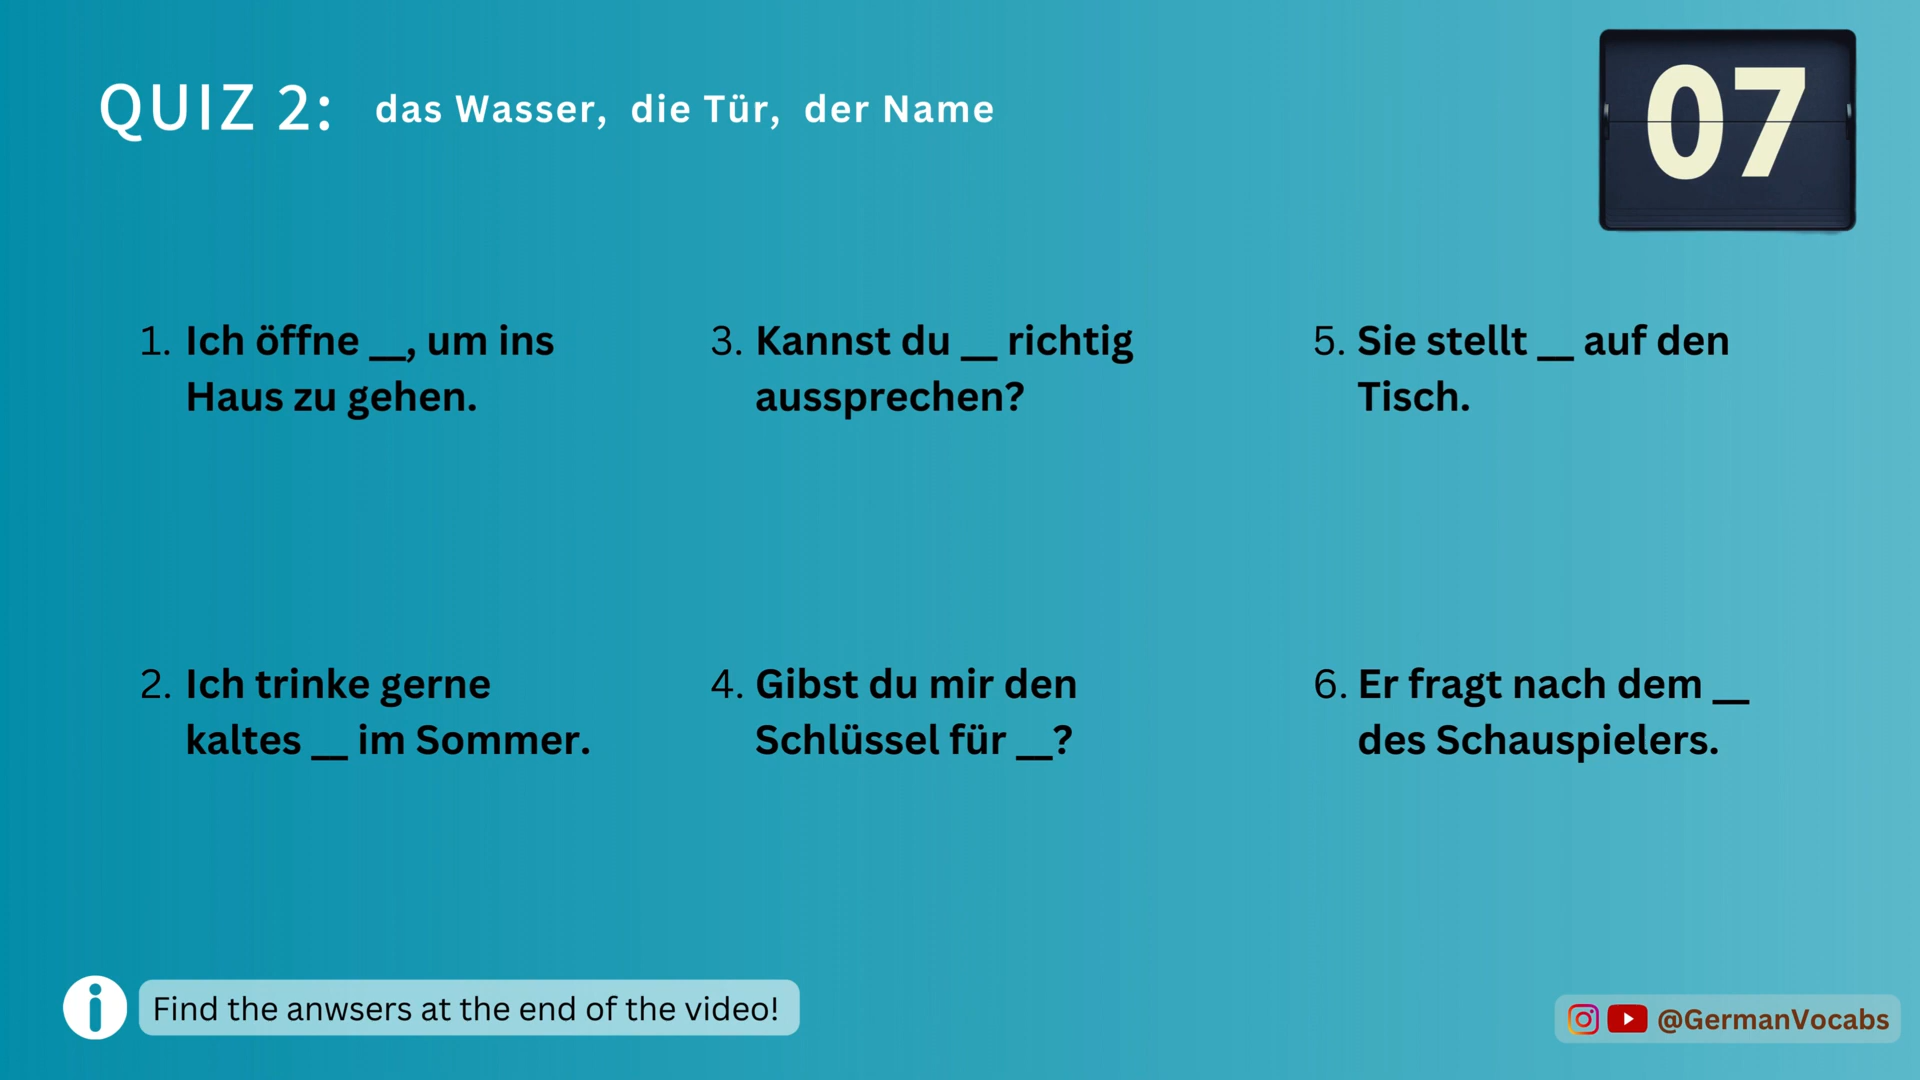 QUIZ 2: das Wasser, die Tür, der Name
07
1. Ich öffne __, um ins
Haus zu gehen.
2. Ich trinke gerne
kaltes __ im Sommer.
3. Kannst du __ richtig
aussprechen?
4. Gibst du mir den
Schlüssel für __?
5. Sie stellt __ auf den
Tisch.
6. Er fragt nach dem __
des Schauspielers.
Find the anwsers at the end of the video!
@GermanVocabs